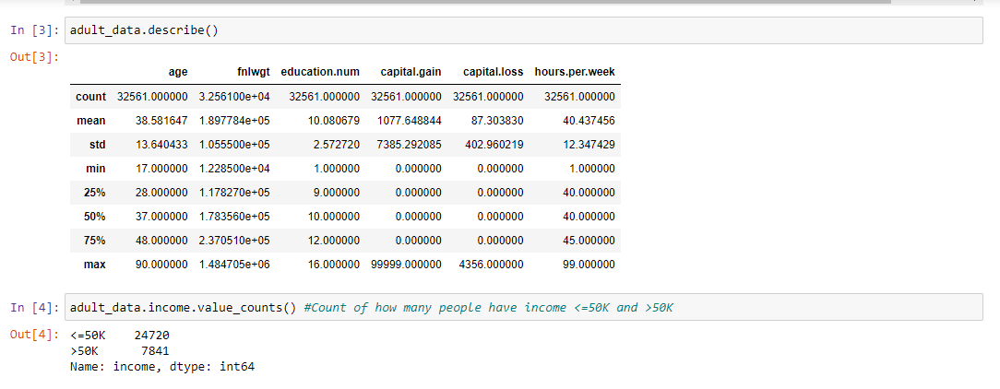 In [3]: adult_data.describe()
Out[3]:
age fnlwgt education.num capital.gain capital.loss hours.per.week
count 32561.000000 3.256100e+04 32561.000000 32561.000000 32561.000000 32561.000000
mean 38.581647 1.897784e+05 10.080679 1077.648844 87.303830 40.437456
std 13.640433 1.055500e+05 2.572720 7385.292085 402.960219 12.347429
min 17.000000 1.228500e+04 1.000000 0.000000 0.000000 1.000000
25% 28.000000 1.178270e+05 9.000000 0.000000 0.000000 40.000000
50% 37.000000 1.783560e+05 10.000000 0.000000 0.000000 40.000000
75% 48.000000 2.370510e+05 12.000000 0.000000 0.000000 45.000000
max 90.000000 1.484705e+06 16.000000 99999.000000 4356.000000 99.000000
In [4]: adult_data.income.value_counts() #Count of how many people have income <=50K and >50K
Out[4]: <=50K 24720
>50K 7841
Name: income, dtype: int64